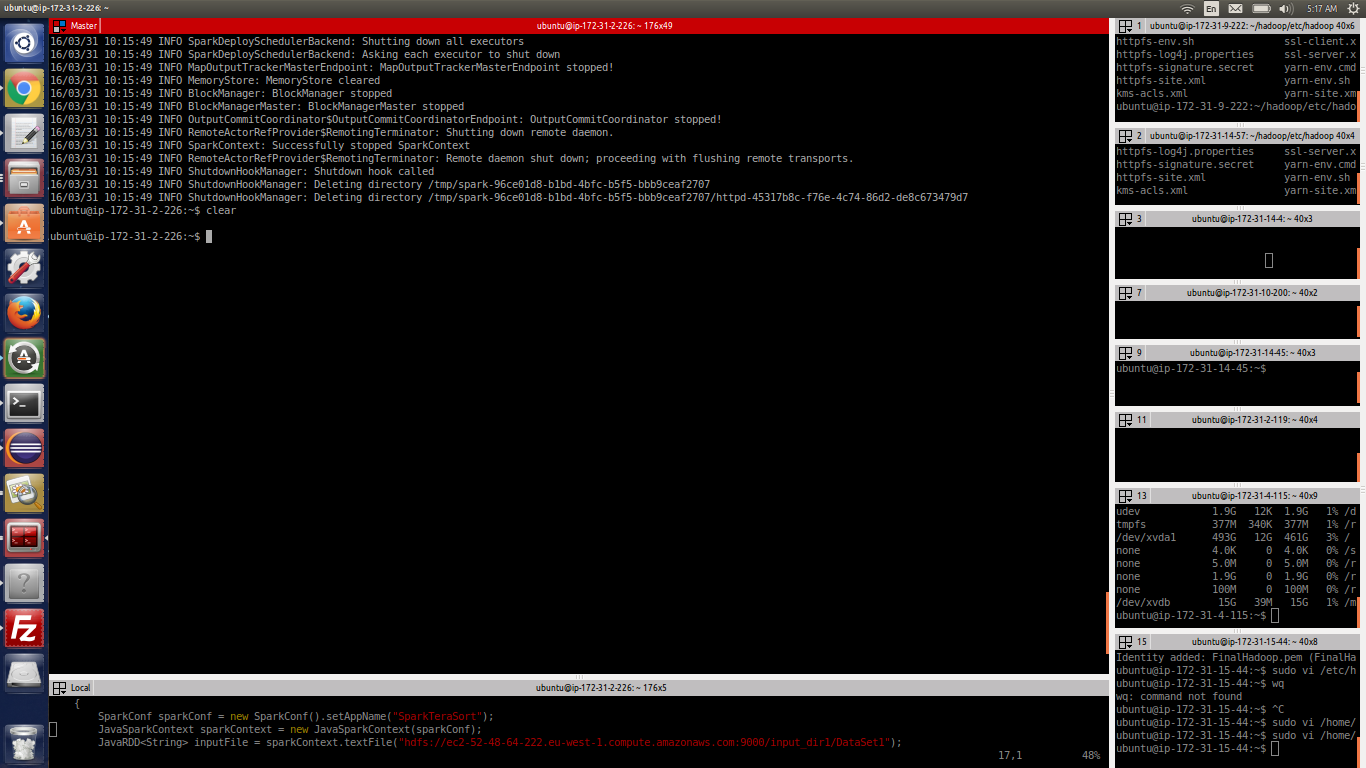 ubuntu@ip-172-31-2-226: ~
En
5:17 AM
Master
ubuntu@ip-172-31-2-226: ~ 176x49
16/03/31 10:15:49 INFO SparkDeploySchedulerBackend: Shutting down all executors
16/03/31 10:15:49 INFO SparkDeploySchedulerBackend: Asking each executor to shut down
16/03/31 10:15:49 INFO MapOutputTrackerMasterEndpoint: MapOutputTrackerMasterEndpoint stopped!
16/03/31 10:15:49 INFO MemoryStore: MemoryStore cleared
16/03/31 10:15:49 INFO BlockManager: BlockManager stopped
16/03/31 10:15:49 INFO BlockManagerMaster: BlockManagerMaster stopped
16/03/31 10:15:49 INFO OutputCommitCoordinator$OutputCommitCoordinatorEndpoint: OutputCommitCoordinator stopped!
16/03/31 10:15:49 INFO RemoteActorRefProvider$RemotingTerminator: Shutting down remote daemon.
16/03/31 10:15:49 INFO SparkContext: Successfully stopped SparkContext
16/03/31 10:15:49 INFO RemoteActorRefProvider$RemotingTerminator: Remote daemon shut down; proceeding with flushing remote transports.
16/03/31 10:15:49 INFO ShutdownHookManager: Shutdown hook called
16/03/31 10:15:49 INFO ShutdownHookManager: Deleting directory /tmp/spark-96ce01d8-b1bd-4bfc-b5f5-bbb9ceaf2707
16/03/31 10:15:49 INFO ShutdownHookManager: Deleting directory /tmp/spark-96ce01d8-b1bd-4bfc-b5f5-bbb9ceaf2707/httpd-45317b8c-f76e-4c74-86d2-de8c673479d7
ubuntu@ip-172-31-2-226:~$ clear
ubuntu@ip-172-31-2-226:~$
Local
ubuntu@ip-172-31-2-226: ~ 176x5
{
SparkConf sparkConf = new SparkConf().setAppName("SparkTeraSort");
JavaSparkContext sparkContext = new JavaSparkContext(sparkConf);
JavaRDD<String> inputFile = sparkContext.textFile("hdfs://ec2-52-48-64-222.eu-west-1.compute.amazonaws.com:9000/input_dir1/DataSet1");
17,1 48%
1 ubuntu@ip-172-31-9-222: ~/hadoop/etc/hadoop 40x6
httpfs-env.sh ssl-client.x
httpfs-log4j.properties ssl-server.x
httpfs-signature.secret yarn-env.cmd
httpfs-site.xml yarn-env.sh
kms-acls.xml yarn-site.xm
ubuntu@ip-172-31-9-222:~/hadoop/etc/hado
2 ubuntu@ip-172-31-14-57: ~/hadoop/etc/hadoop 40x4
httpfs-log4j.properties ssl-server.x
httpfs-signature.secret yarn-env.cmd
httpfs-site.xml yarn-env.sh
kms-acls.xml yarn-site.xm
3 ubuntu@ip-172-31-14-4: ~ 40x3
7 ubuntu@ip-172-31-10-200: ~ 40x2
9 ubuntu@ip-172-31-14-45: ~ 40x3
ubuntu@ip-172-31-14-45:~$
11 ubuntu@ip-172-31-2-119: ~ 40x4
13 ubuntu@ip-172-31-4-115: ~ 40x9
udev 1.9G 12K 1.9G 1% /d
tmpfs 377M 340K 377M 1% /r
/dev/xvda1 493G 12G 461G 3% /
none 4.0K 0 4.0K 0% /s
none 5.0M 0 5.0M 0% /r
none 1.9G 0 1.9G 0% /r
none 100M 0 100M 0% /r
/dev/xvdb 15G 39M 15G 1% /m
ubuntu@ip-172-31-4-115:~$
15 ubuntu@ip-172-31-15-44: ~ 40x8
Identity added: FinalHadoop.pem (FinalHa
ubuntu@ip-172-31-15-44:~$ sudo vi /etc/h
ubuntu@ip-172-31-15-44:~$ wq
wq: command not found
ubuntu@ip-172-31-15-44:~$ ^C
ubuntu@ip-172-31-15-44:~$ sudo vi /home/
ubuntu@ip-172-31-15-44:~$ sudo vi /home/
ubuntu@ip-172-31-15-44:~$